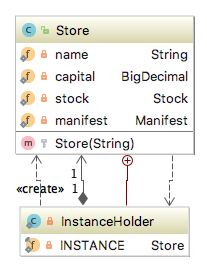 Store
name String
capital BigDecimal
stock Stock
manifest Manifest
Store(String)
1
«create» 1
InstanceHolder
INSTANCE Store